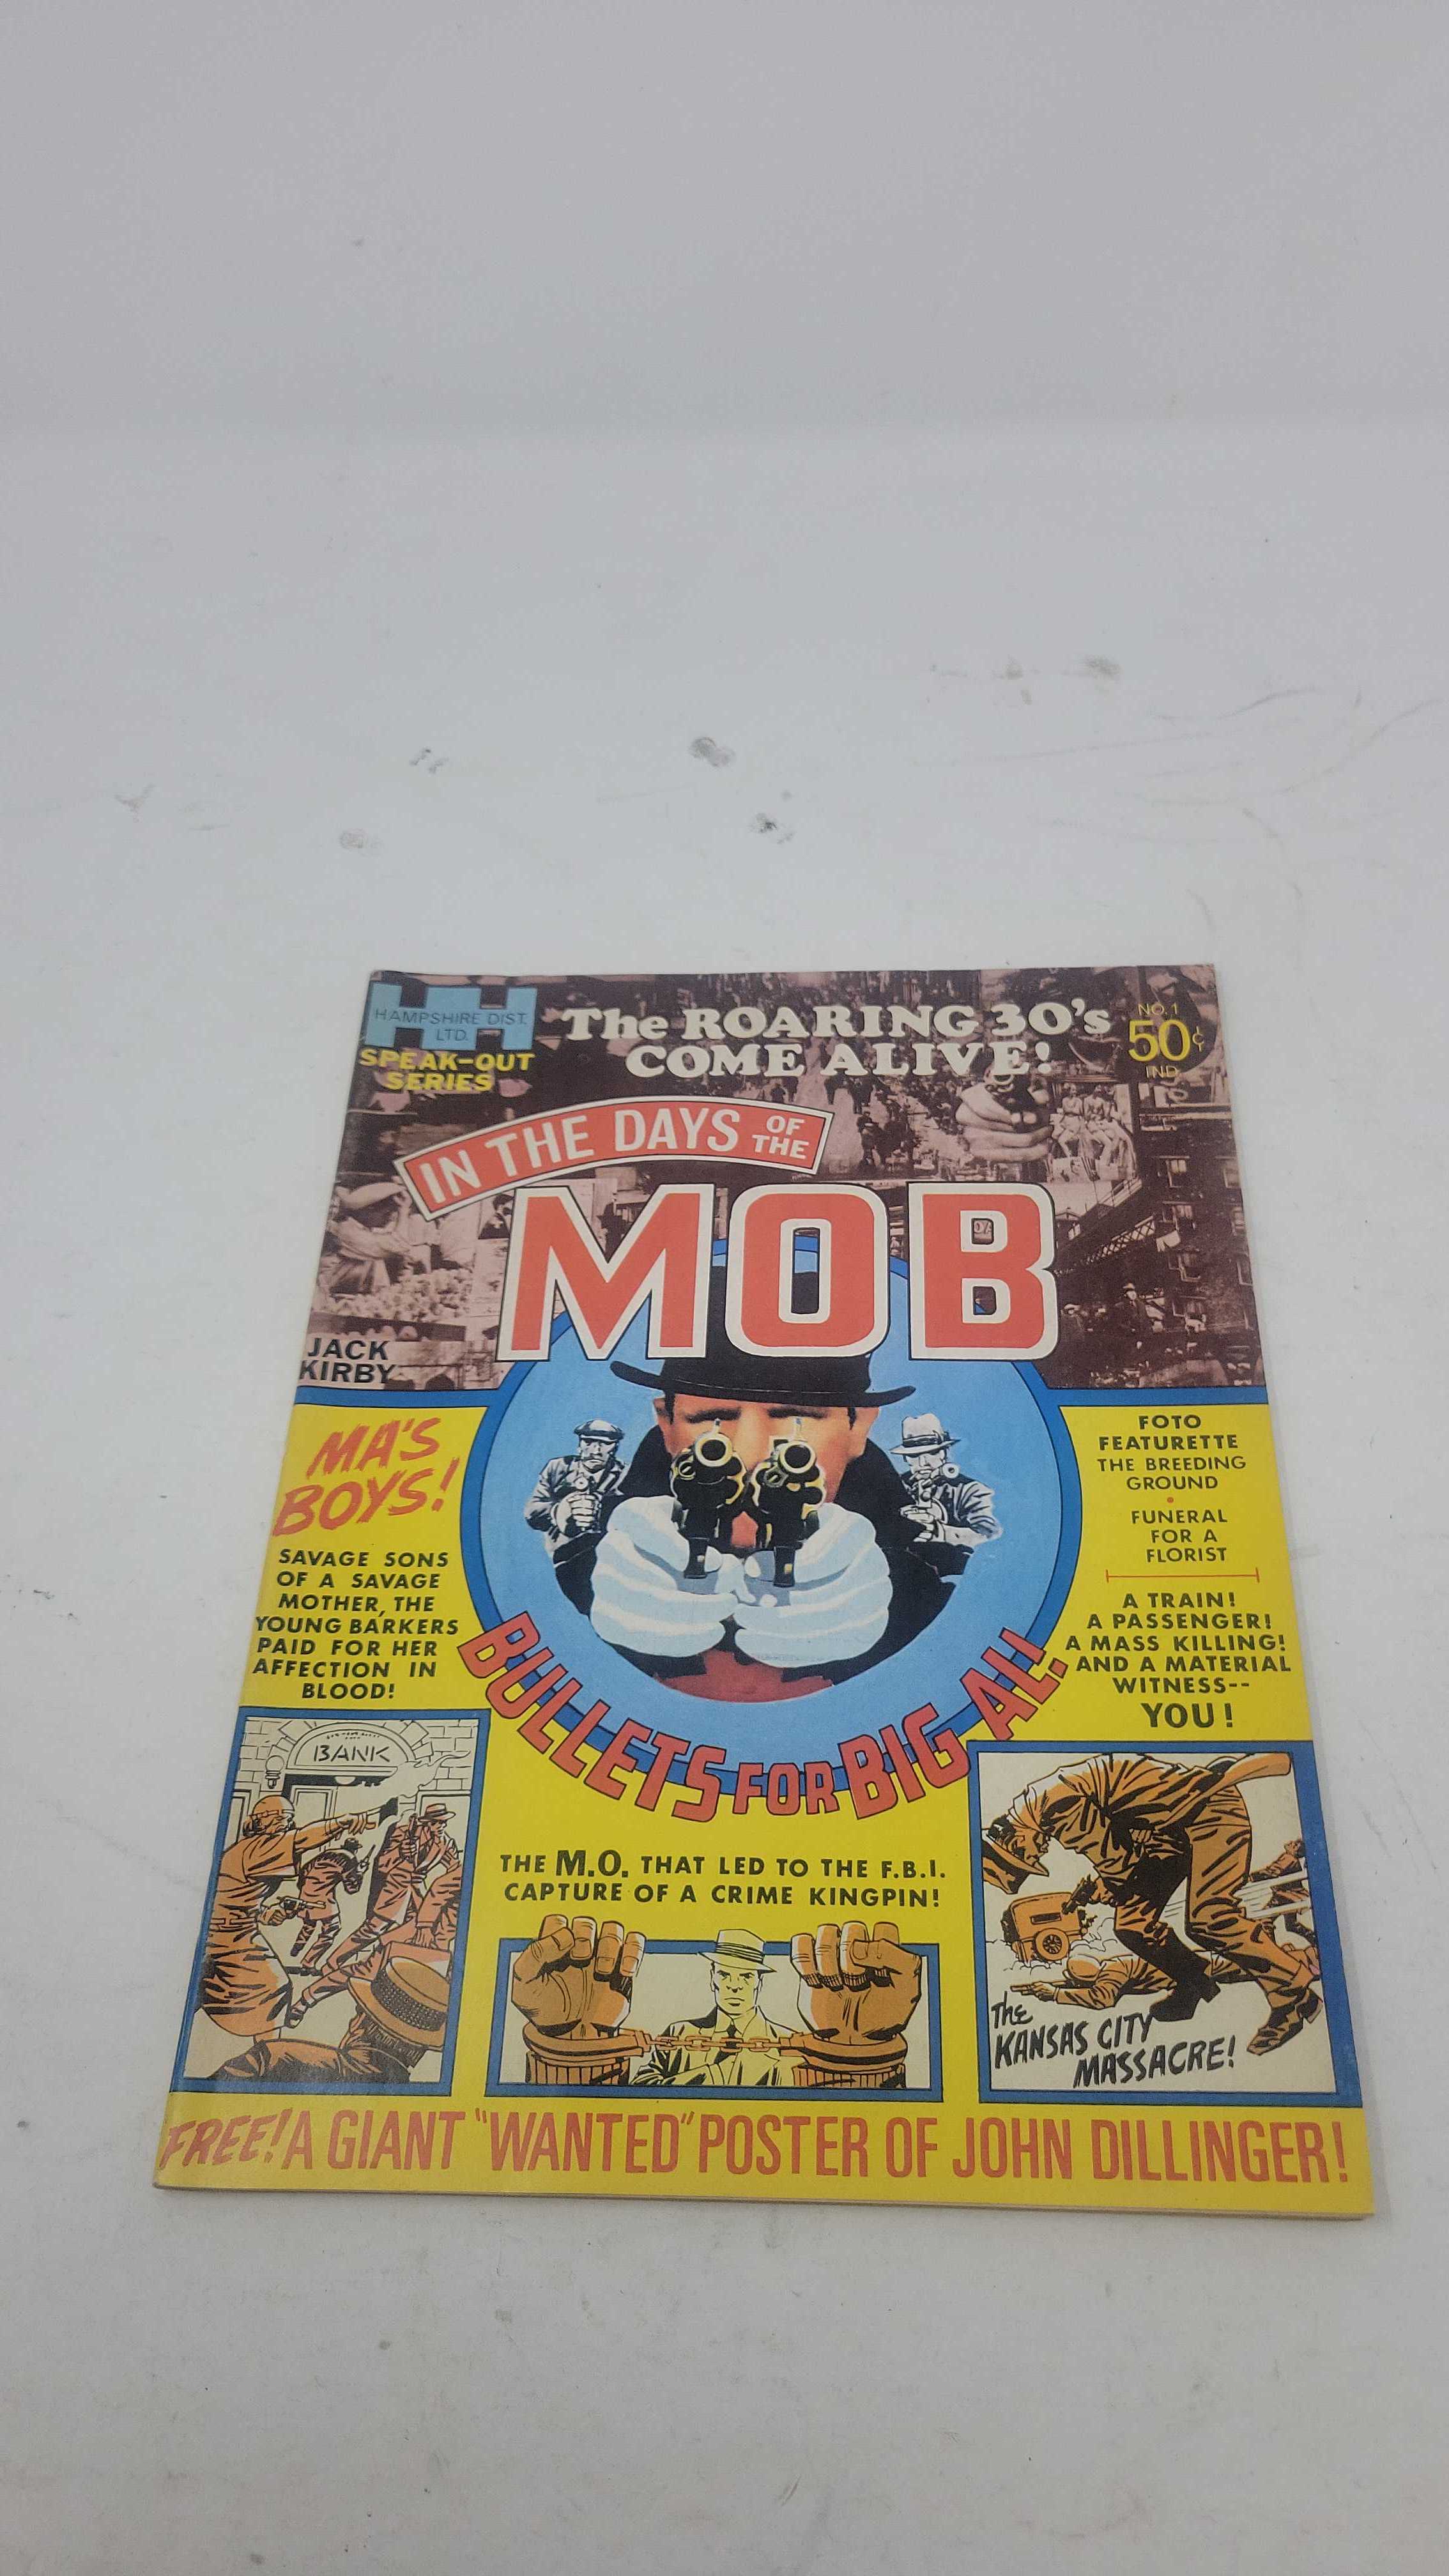 HAMPSHIRE DIST.
LTD.
SPEAK-OUT
SERIES
The ROARING 30's
COME ALIVE!
NO. 1
50¢
IND.
IN THE DAYS OF THE
MOB
JACK
KIRBY
MA'S
BOYS!
SAVAGE SONS
OF A SAVAGE
MOTHER, THE
YOUNG BARKERS
PAID FOR HER
AFFECTION IN
BLOOD!
BANK
BULLETS FOR BIG AL!
FOTO
FEATURETTE
THE BREEDING
GROUND
FUNERAL
FOR A
FLORIST
A TRAIN!
A PASSENGER!
A MASS KILLING!
AND A MATERIAL
WITNESS--
YOU!
THE M.O. THAT LED TO THE F.B.I.
CAPTURE OF A CRIME KINGPIN!
The
KANSAS CITY
MASSACRE!
FREE! A GIANT "WANTED" POSTER OF JOHN DILLINGER!